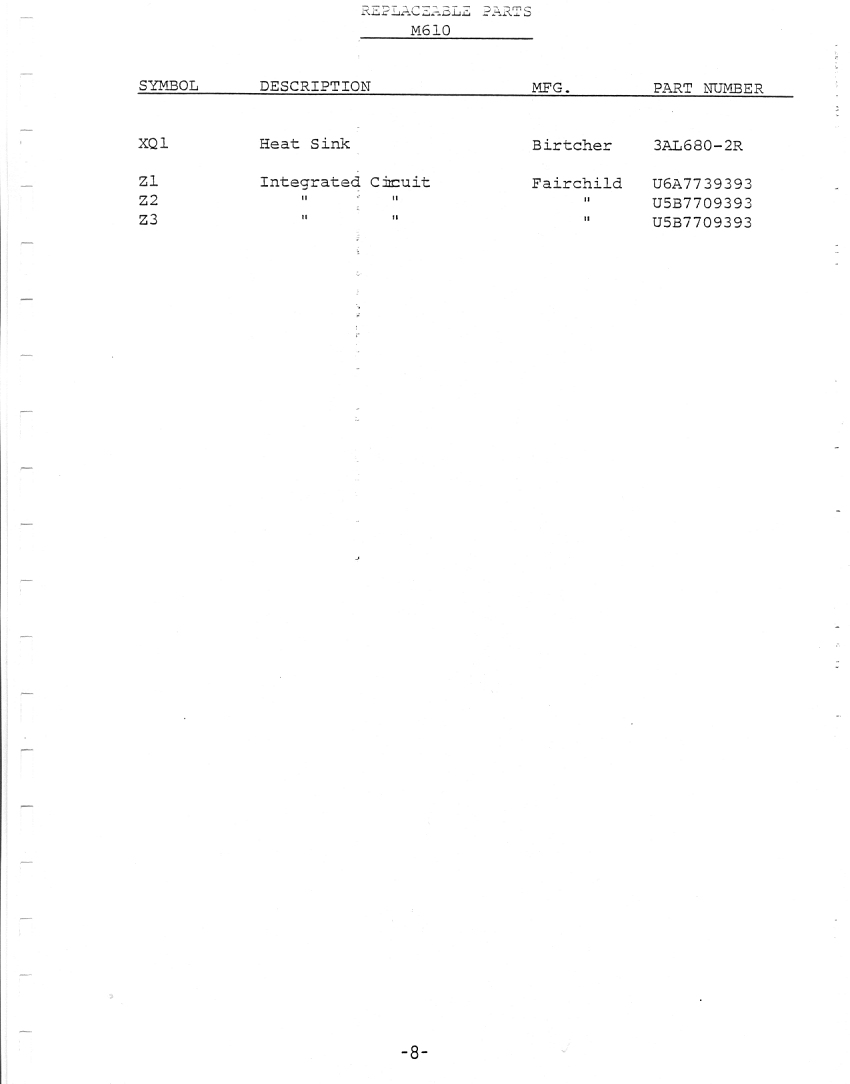 REPLACEABLE PARTS
M610
SYMBOL DESCRIPTION MFG. PART NUMBER
XQ1 Heat Sink Birtcher 3AL680-2R
Z1 Integrated Circuit Fairchild U6A7739393
Z2 " " " U5B7709393
Z3 " " " U5B7709393
-8-